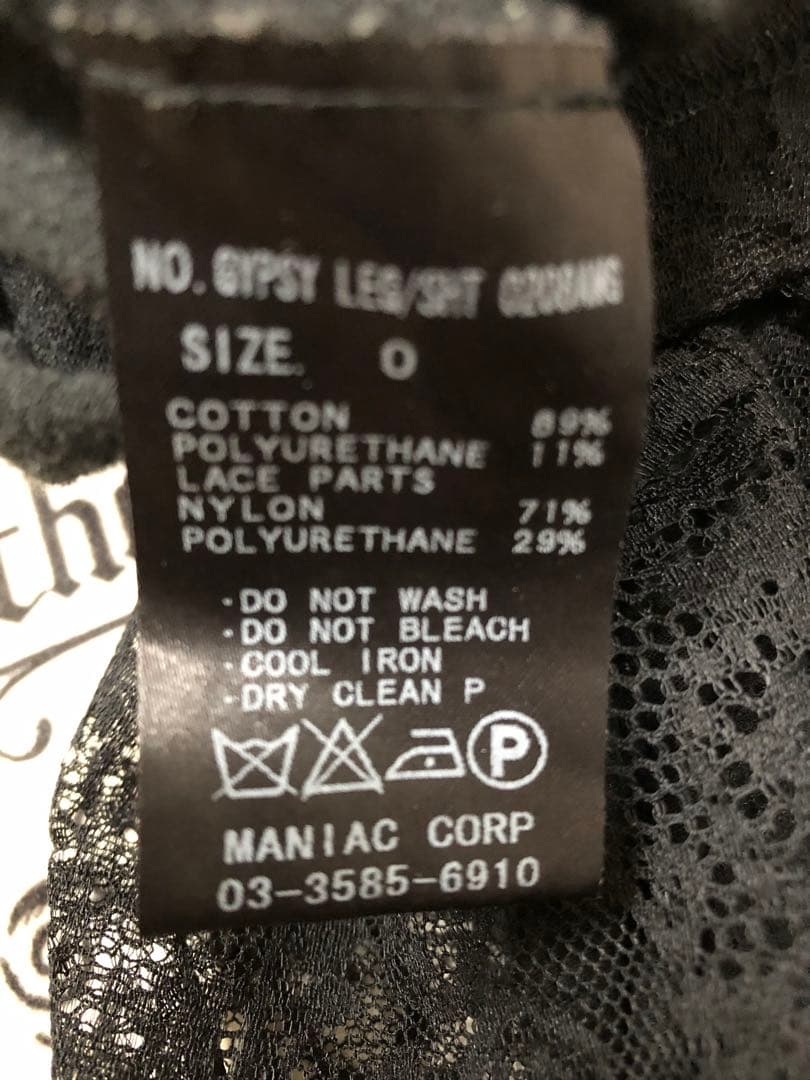 NO. GYPSY LEG/SHT
SIZE. 0
COTTON 89%
POLYURETHANE 11%
LACE PARTS
NYLON 71%
POLYURETHANE 29%
·DO NOT WASH
·DO NOT BLEACH
·COOL IRON
·DRY CLEAN P
P
MANIAC CORP
03-3585-6910